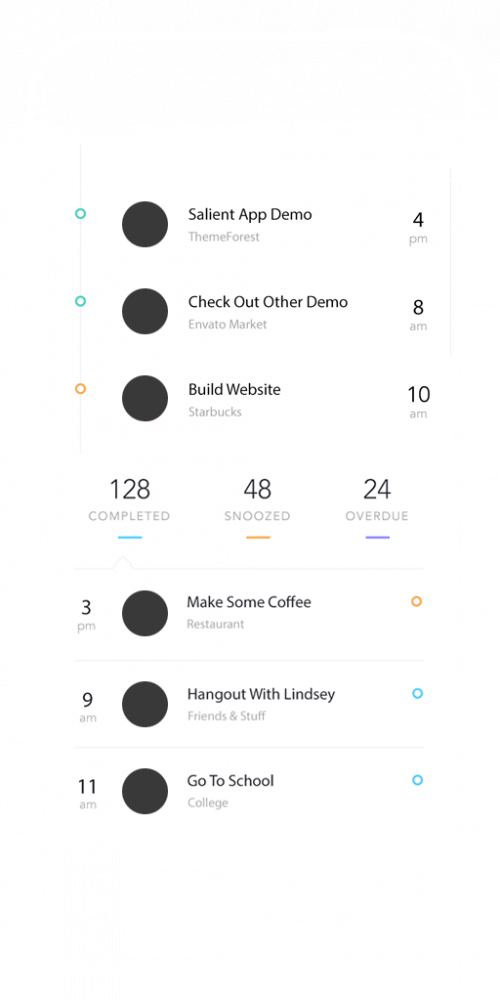 Salient App Demo
4
ThemeForest
pm
Check Out Other Demo
8
Envato Market
am
Build Website
10
Starbucks
am
128 48 24
COMPLETED SNOOZED OVERDUE
3
Make Some Coffee
pm
Restaurant
9
Hangout With Lindsey
am
Friends & Stuff
11
Go To School
am
College